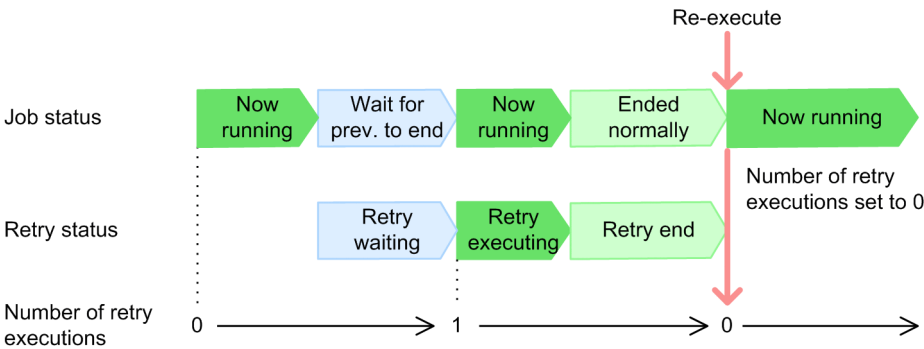 Re-execute
Job status
Now
running
Wait for
prev. to end
Now
running
Ended
normally
Now running
Number of retry
executions set to 0
Retry status
Retry
waiting
Retry
executing
Retry end
Number of retry
executions
0
1
0